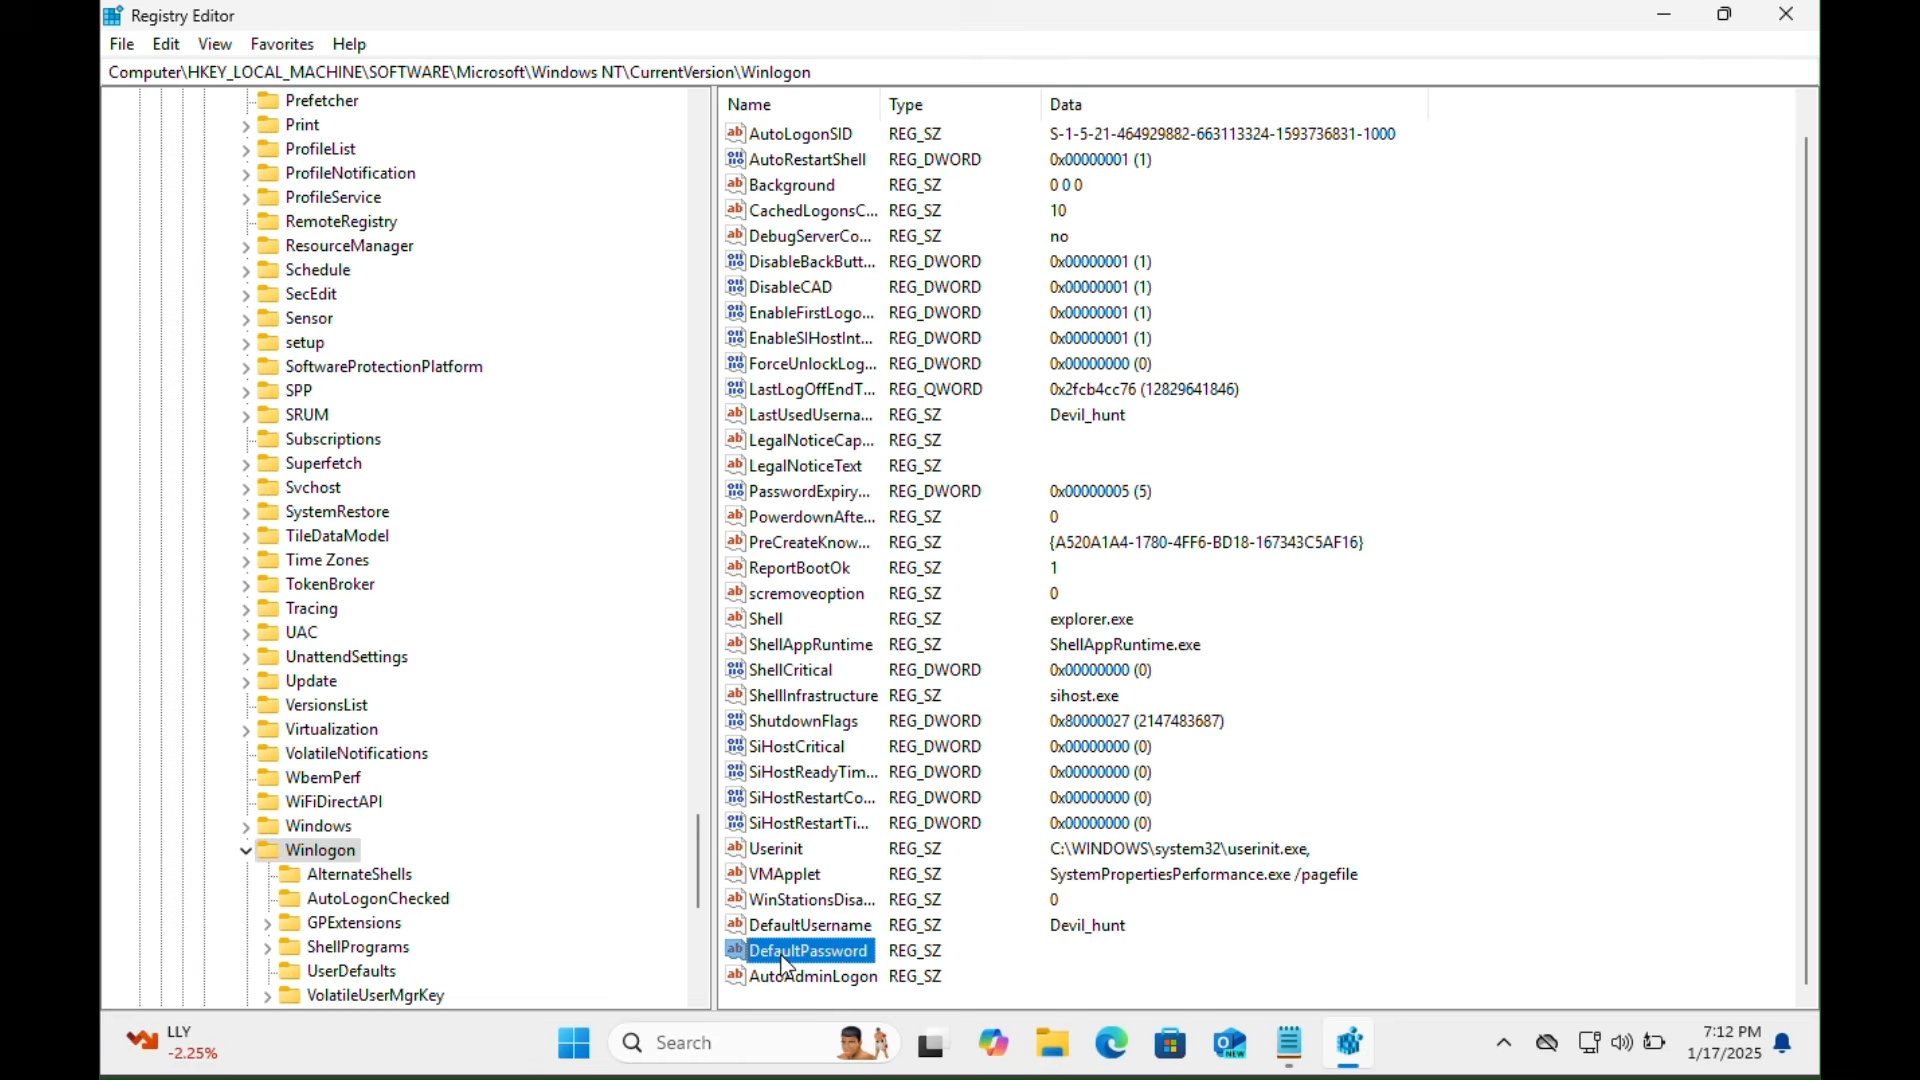 Registry Editor
File Edit View Favorites Help
Computer\HKEY_LOCAL_MACHINE\SOFTWARE\Microsoft\Windows NT\CurrentVersion\Winlogon
Prefetcher
Print
ProfileList
ProfileNotification
ProfileService
RemoteRegistry
ResourceManager
Schedule
SecEdit
Sensor
setup
SoftwareProtectionPlatform
SPP
SRUM
Subscriptions
Superfetch
Svchost
SystemRestore
TileDataModel
Time Zones
TokenBroker
Tracing
UAC
UnattendSettings
Update
VersionsList
Virtualization
VolatileNotifications
WbemPerf
WiFiDirectAPI
Windows
Winlogon
AlternateShells
AutoLogonChecked
GPExtensions
ShellPrograms
UserDefaults
VolatileUserMgrKey
Name Type Data
AutoLogonSID REG_SZ S-1-5-21-464929882-663113324-1593736831-1000
AutoRestartShell REG_DWORD 0x00000001 (1)
Background REG_SZ 0 0 0
CachedLogonsC... REG_SZ 10
DebugServerCo... REG_SZ no
DisableBackButt... REG_DWORD 0x00000001 (1)
DisableCAD REG_DWORD 0x00000001 (1)
EnableFirstLogo... REG_DWORD 0x00000001 (1)
EnableSIHostInt... REG_DWORD 0x00000001 (1)
ForceUnlockLog... REG_DWORD 0x00000000 (0)
LastLogOffEndT... REG_QWORD 0x2fcb4cc76 (12829641846)
LastUsedUserna... REG_SZ Devil_hunt
LegalNoticeCap... REG_SZ
LegalNoticeText REG_SZ
PasswordExpiry... REG_DWORD 0x00000005 (5)
PowerdownAfte... REG_SZ 0
PreCreateKnow... REG_SZ {A520A1A4-1780-4FF6-BD18-167343C5AF16}
ReportBootOk REG_SZ 1
scremoveoption REG_SZ 0
Shell REG_SZ explorer.exe
ShellAppRuntime REG_SZ ShellAppRuntime.exe
ShellCritical REG_DWORD 0x00000000 (0)
ShellInfrastructure REG_SZ sihost.exe
ShutdownFlags REG_DWORD 0x80000027 (2147483687)
SiHostCritical REG_DWORD 0x00000000 (0)
SiHostReadyTim... REG_DWORD 0x00000000 (0)
SiHostRestartCo... REG_DWORD 0x00000000 (0)
SiHostRestartTi... REG_DWORD 0x00000000 (0)
Userinit REG_SZ C:\WINDOWS\system32\userinit.exe,
VMApplet REG_SZ SystemPropertiesPerformance.exe /pagefile
WinStationsDisa... REG_SZ 0
DefaultUsername REG_SZ Devil_hunt
DefaultPassword REG_SZ
AutoAdminLogon REG_SZ
LLY
-2.25%
Search
NEW
7:12 PM
1/17/2025